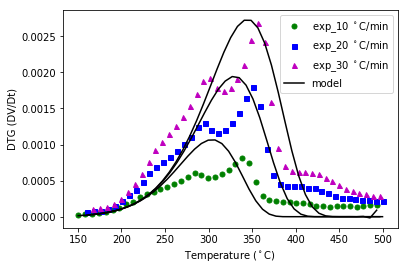 exp_10 °C/min
exp_20 °C/min
exp_30 °C/min
model
DTG (DV/Dt)
0.0025
0.0020
0.0015
0.0010
0.0005
0.0000
150 200 250 300 350 400 450 500
Temperature (°C)